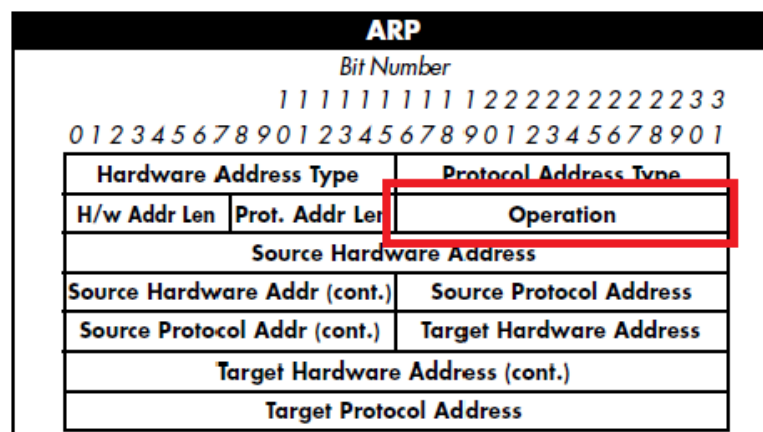 ARP
Bit Number
1 1 1 1 1 1 1 1 1 1 2 2 2 2 2 2 2 2 2 2 3 3
0 1 2 3 4 5 6 7 8 9 0 1 2 3 4 5 6 7 8 9 0 1 2 3 4 5 6 7 8 9 0 1
Hardware Address Type Protocol Address Type
H/w Addr Len Prot. Addr Len Operation
Source Hardware Address
Source Hardware Addr (cont.) Source Protocol Address
Source Protocol Addr (cont.) Target Hardware Address
Target Hardware Address (cont.)
Target Protocol Address